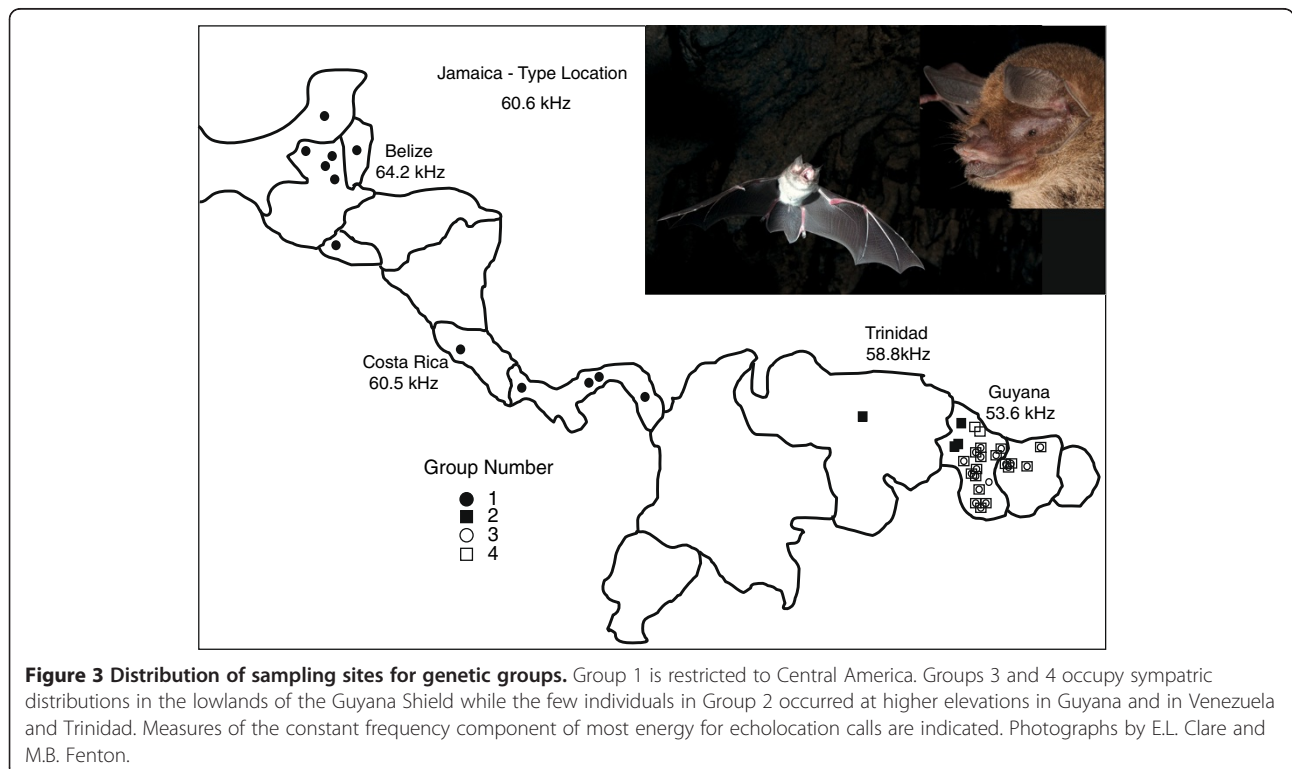 Jamaica - Type Location
60.6 kHz
Belize
64.2 kHz
Trinidad
58.8kHz
Costa Rica
60.5 kHz
Guyana
53.6 kHz
Group Number
1
2
3
4
Figure 3 Distribution of sampling sites for genetic groups. Group 1 is restricted to Central America. Groups 3 and 4 occupy sympatric
distributions in the lowlands of the Guyana Shield while the few individuals in Group 2 occurred at higher elevations in Guyana and in Venezuela
and Trinidad. Measures of the constant frequency component of most energy for echolocation calls are indicated. Photographs by E.L. Clare and
M.B. Fenton.